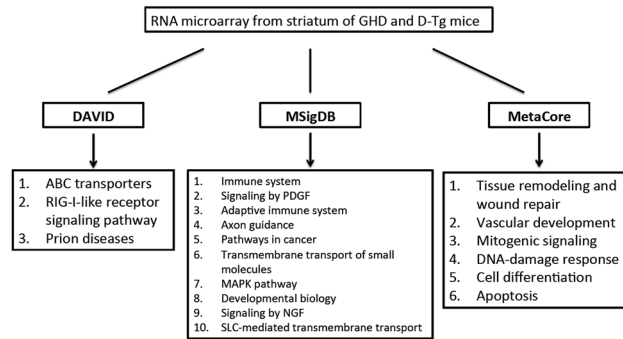 RNA microarray from striatum of GHD and D-Tg mice
DAVID
MSigDB
MetaCore
1. ABC transporters
2. RIG-I-like receptor
signaling pathway
3. Prion diseases
1. Immune system
2. Signaling by PDGF
3. Adaptive immune system
4. Axon guidance
5. Pathways in cancer
6. Transmembrane transport of small
molecules
7. MAPK pathway
8. Developmental biology
9. Signaling by NGF
10. SLC-mediated transmembrane transport
1. Tissue remodeling and
wound repair
2. Vascular development
3. Mitogenic signaling
4. DNA-damage response
5. Cell differentiation
6. Apoptosis